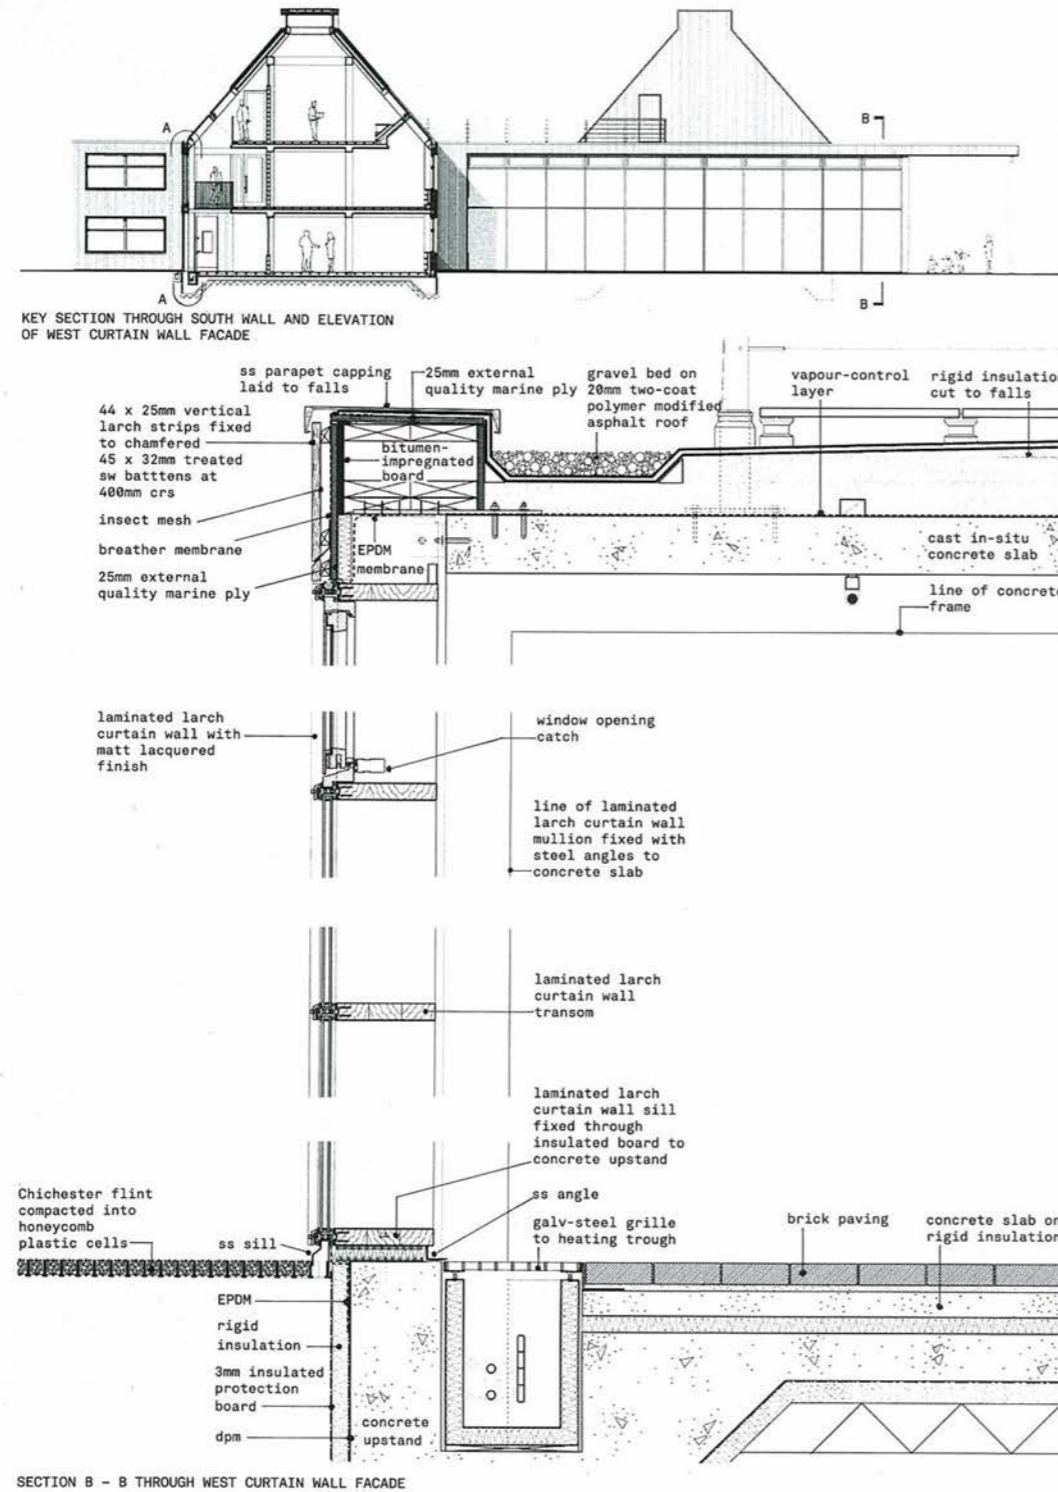 A
A
B
B
KEY SECTION THROUGH SOUTH WALL AND ELEVATION
OF WEST CURTAIN WALL FACADE
ss parapet capping
laid to falls
25mm external
quality marine ply
gravel bed on
20mm two-coat
polymer modified
asphalt roof
vapour-control
layer
rigid insulation
cut to falls
44 x 25mm vertical
larch strips fixed
to chamfered
45 x 32mm treated
sw batttens at
400mm crs
bitumen-
impregnated
board
insect mesh
breather membrane
EPDM
membrane
25mm external
quality marine ply
cast in-situ
concrete slab
line of concrete
frame
laminated larch
curtain wall with
matt lacquered
finish
window opening
catch
line of laminated
larch curtain wall
mullion fixed with
steel angles to
concrete slab
laminated larch
curtain wall
transom
laminated larch
curtain wall sill
fixed through
insulated board to
concrete upstand
Chichester flint
compacted into
honeycomb
plastic cells
ss sill
ss angle
galv-steel grille
to heating trough
brick paving
concrete slab on
rigid insulation
EPDM
rigid
insulation
3mm insulated
protection
board
dpm
concrete
upstand
SECTION B - B THROUGH WEST CURTAIN WALL FACADE